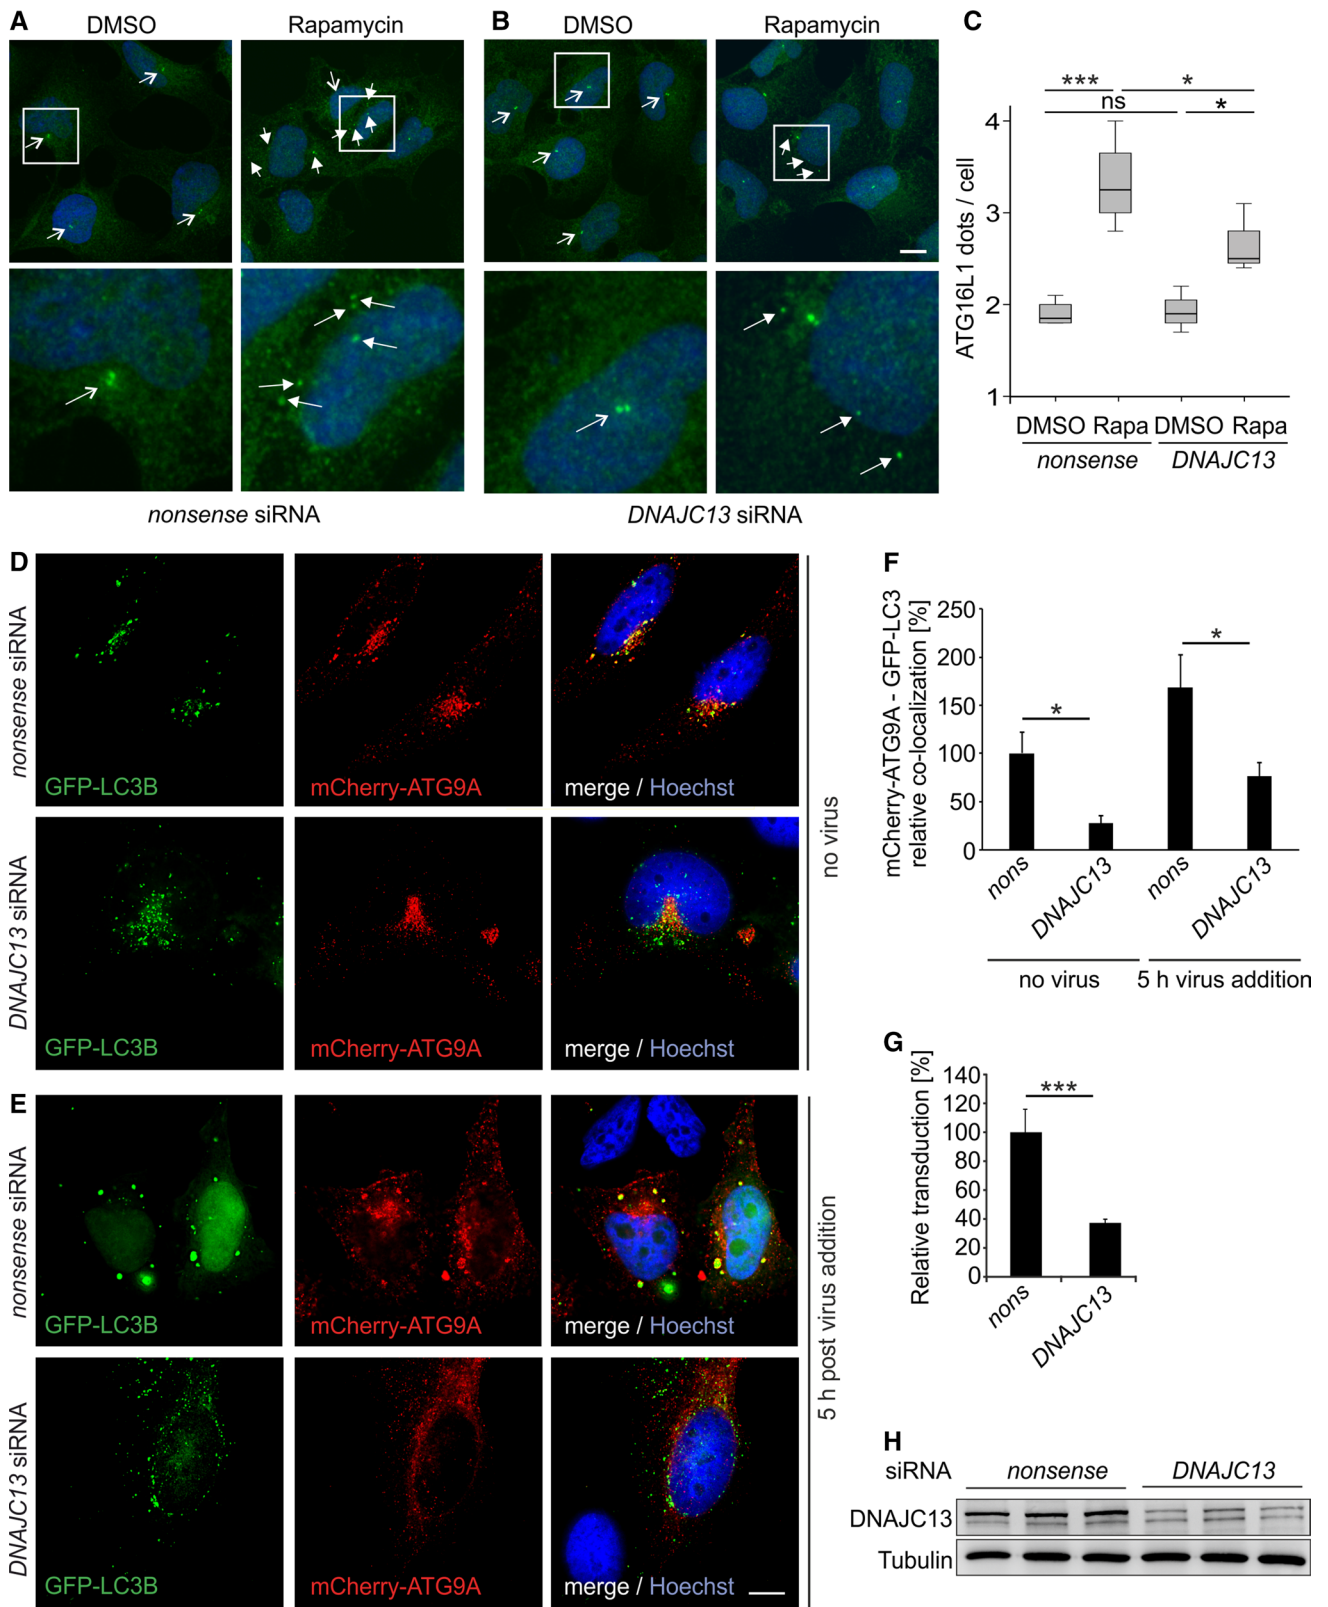 A
DMSO
Rapamycin
B
DMSO
Rapamycin
nonsense siRNA
DNAJC13 siRNA
C
ATG16L1 dots / cell
***
*
ns
*
4
3
2
1
DMSO Rapa DMSO Rapa
nonsense DNAJC13
D
nonsense siRNA
GFP-LC3B
mCherry-ATG9A
merge / Hoechst
DNAJC13 siRNA
GFP-LC3B
mCherry-ATG9A
merge / Hoechst
no virus
E
nonsense siRNA
GFP-LC3B
mCherry-ATG9A
merge / Hoechst
DNAJC13 siRNA
GFP-LC3B
mCherry-ATG9A
merge / Hoechst
5 h post virus addition
F
mCherry-ATG9A - GFP-LC3
relative co-localization [%]
250
200
150
100
50
0
*
*
nons
DNAJC13
nons
DNAJC13
no virus
5 h virus addition
G
Relative transduction [%]
140
120
100
80
60
40
20
0
***
nons
DNAJC13
H
siRNA nonsense DNAJC13
DNAJC13
Tubulin